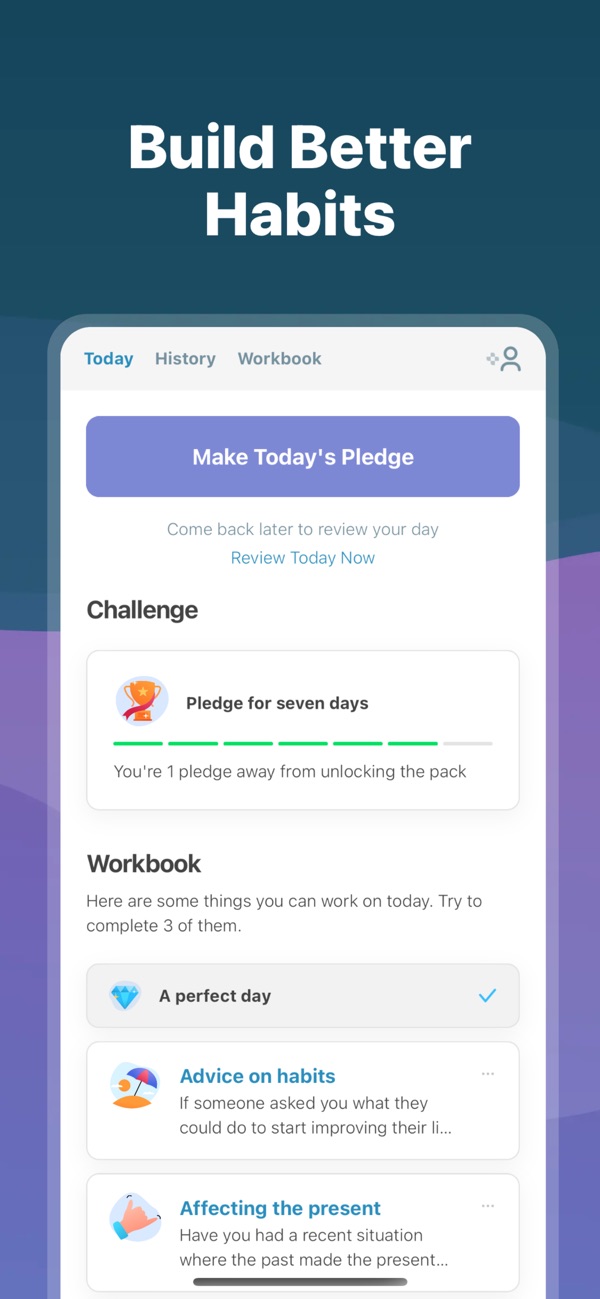 Build Better
Habits
Today History Workbook
Make Today's Pledge
Come back later to review your day
Review Today Now
Challenge
Pledge for seven days
You're 1 pledge away from unlocking the pack
Workbook
Here are some things you can work on today. Try to
complete 3 of them.
A perfect day
Advice on habits
If someone asked you what they
could do to start improving their li...
Affecting the present
Have you had a recent situation
where the past made the present...